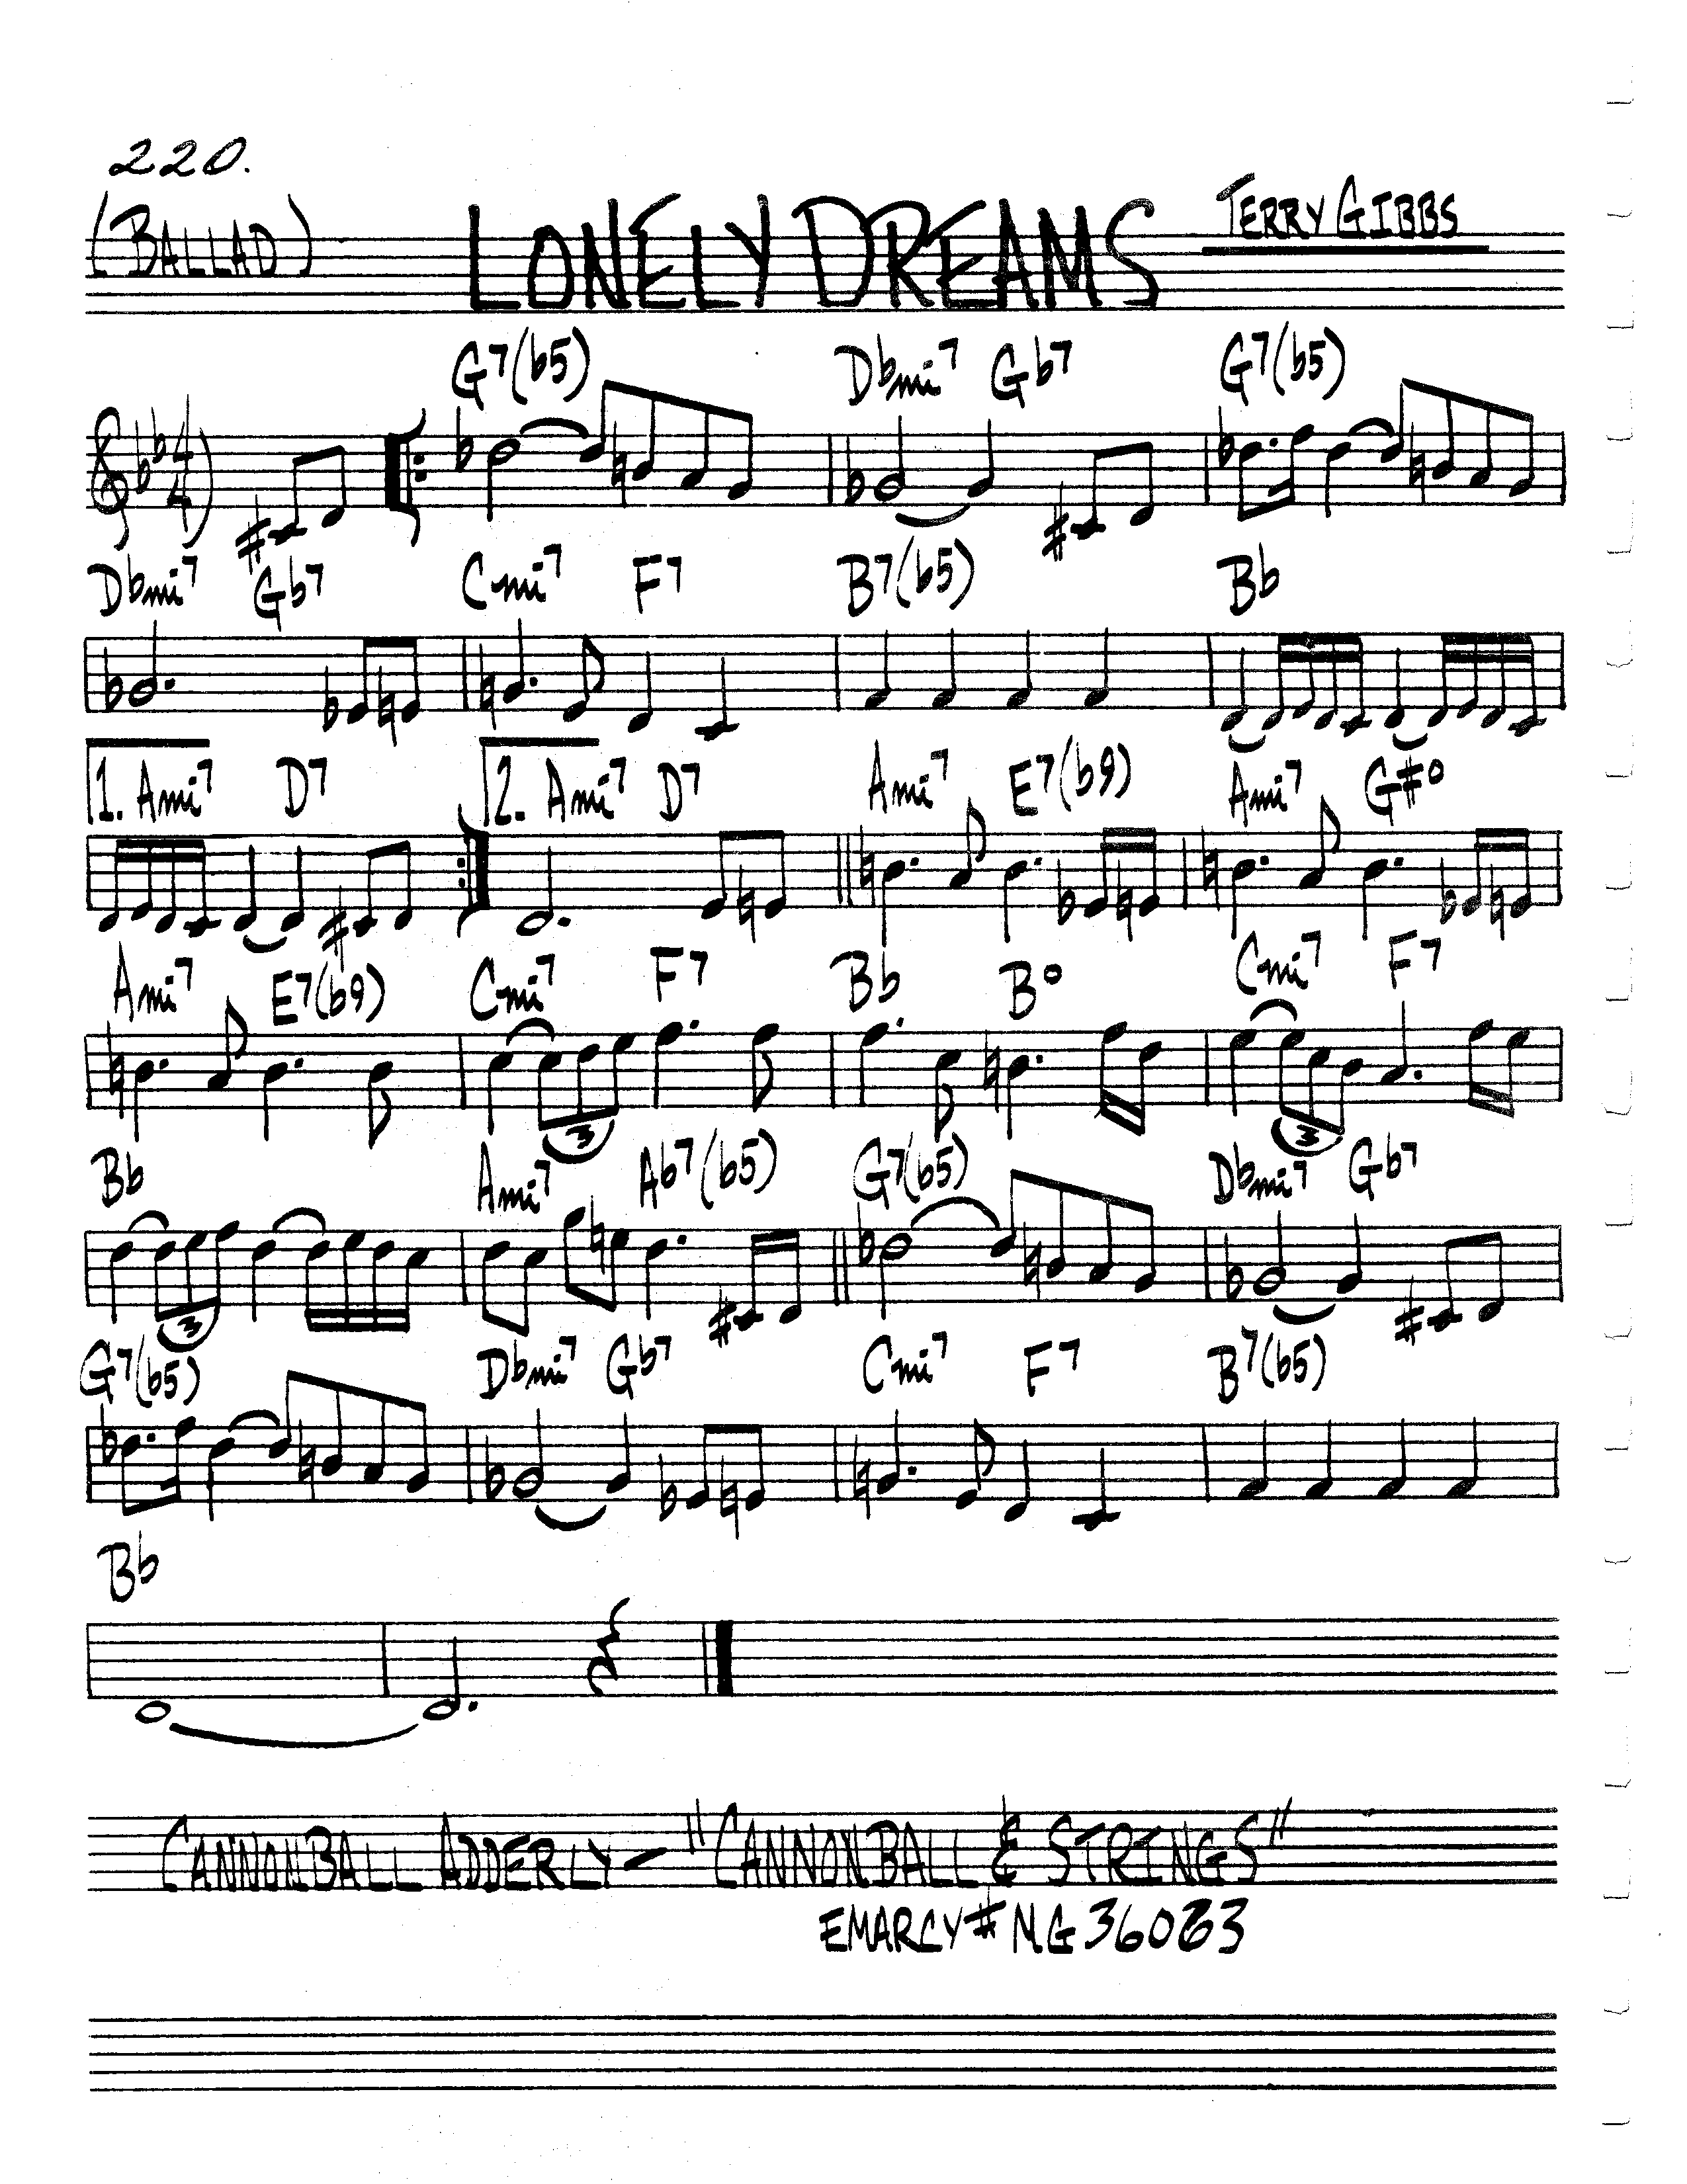 220.
(BALLAD) LONELY DREAMS TERRY GIBBS
G7(b5) Dbmi7 Gb7 G7(b5)
4
4
Dbmi7 Gb7 Cmi7 F7 B7(b5) Bb
1. Ami7 D7 2. Ami7 D7 Ami7 E7(b9) Ami7 G#o
Ami7 E7(b9) Cmi7 F7 Bb Bo Cmi7 F7
3 3
Bb Ami7 Ab7(b5) G7(b5) Dbmi7 Gb7
3
G7(b5) Dbmi7 Gb7 Cmi7 F7 B7(b5)
Bb
CANNONBALL ADDERLY - "CANNONBALL & STRINGS"
EMARCY # MG